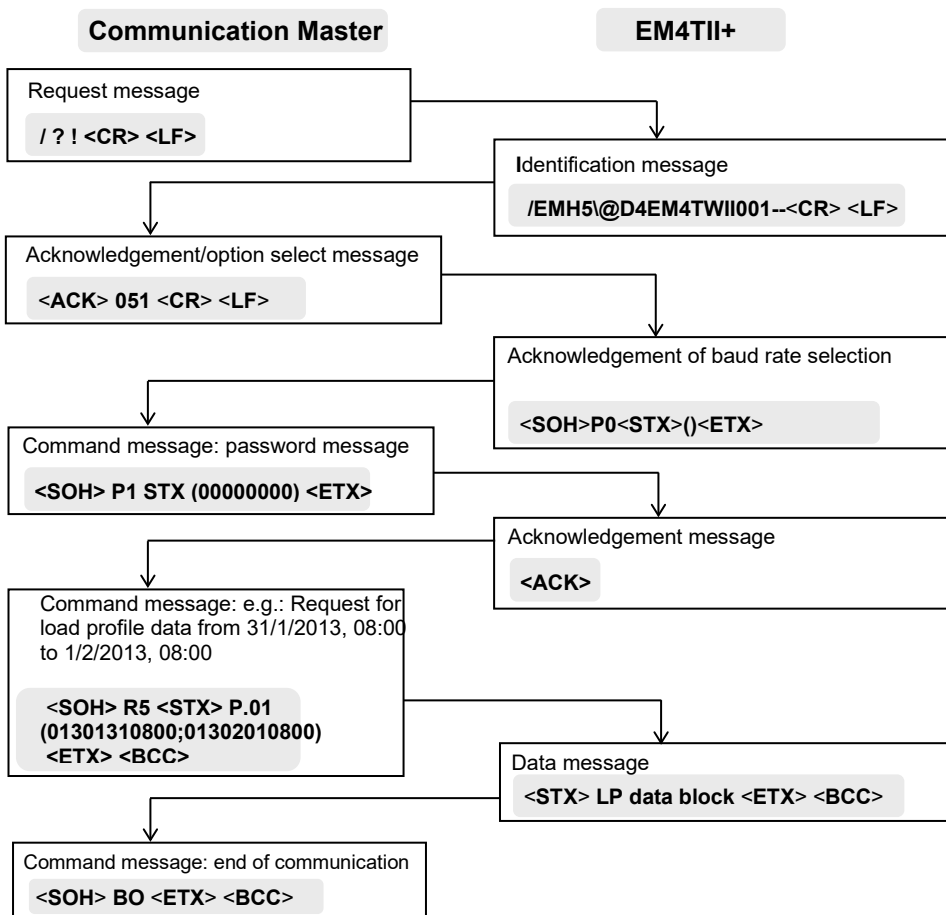 Communication Master
EM4TII+
Request message
/ ? ! <CR> <LF>
Identification message
/EMH5\@D4EM4TWII001--<CR> <LF>
Acknowledgement/option select message
<ACK> 051 <CR> <LF>
Acknowledgement of baud rate selection
<SOH>P0<STX>()<ETX>
Command message: password message
<SOH> P1 STX (00000000) <ETX>
Acknowledgement message
<ACK>
Command message: e.g.: Request for
load profile data from 31/1/2013, 08:00
to 1/2/2013, 08:00
<SOH> R5 <STX> P.01
(01301310800;01302010800)
<ETX> <BCC>
Data message
<STX> LP data block <ETX> <BCC>
Command message: end of communication
<SOH> BO <ETX> <BCC>